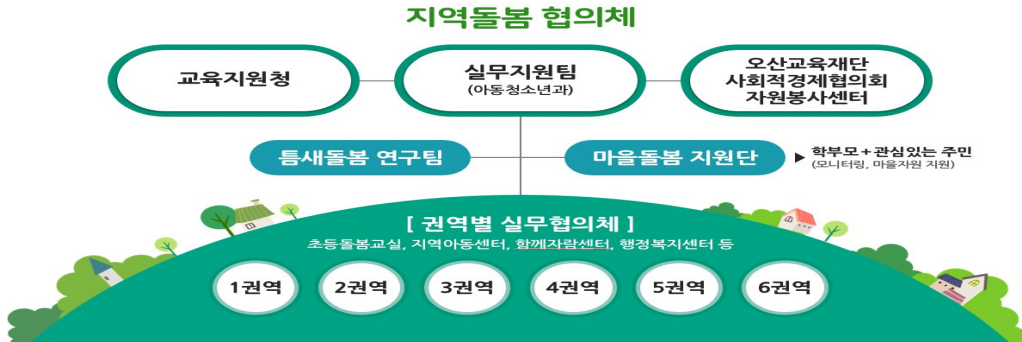 지역돌봄 협의체
교육지원청
실무지원팀
(아동청소년과)
오산교육재단
사회적경제협의회
자원봉사센터
틈새돌봄 연구팀
마을돌봄 지원단
▶ 학부모+관심있는 주민
(모니터링, 마을자원 지원)
[ 권역별 실무협의체 ]
초등돌봄교실, 지역아동센터, 함께자람센터, 행정복지센터 등
1권역
2권역
3권역
4권역
5권역
6권역